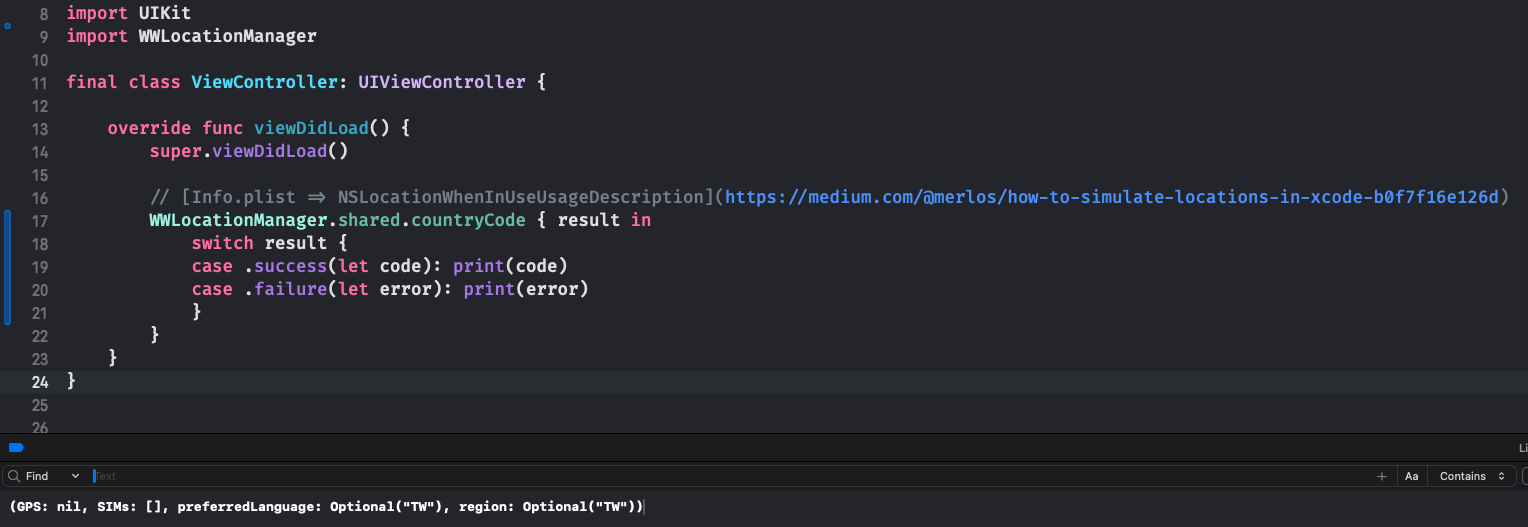 8 import UIKit
9 import WWLocationManager
10
11 final class ViewController: UIViewController {
12
13     override func viewDidLoad() {
14         super.viewDidLoad()
15
16         // [Info.plist => NSLocationWhenInUseUsageDescription](https://medium.com/@merlos/how-to-simulate-locations-in-xcode-b0f7f16e126d)
17         WWLocationManager.shared.countryCode { result in
18             switch result {
19             case .success(let code): print(code)
20             case .failure(let error): print(error)
21             }
22         }
23     }
24 }
25
26
Li
Find Text + Aa Contains
(GPS: nil, SIMs: [], preferredLanguage: Optional("TW"), region: Optional("TW"))